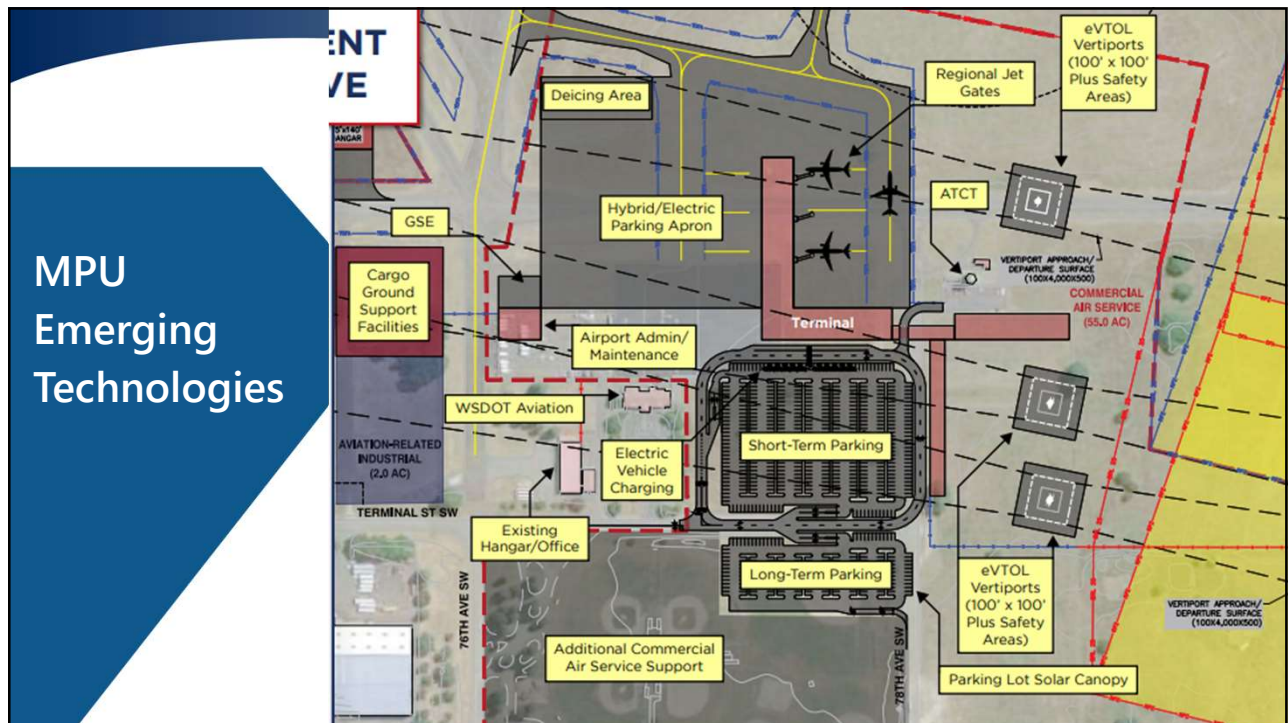 MPU
Emerging
Technologies
ENT
VE
5'x140'
HANGAR
Deicing Area
Regional Jet
Gates
eVTOL
Vertiports
(100' x 100'
Plus Safety
Areas)
GSE
Hybrid/Electric
Parking Apron
ATCT
VERTIPORT APPROACH/
DEPARTURE SURFACE
(100X4,000X500)
Cargo
Ground
Support
Facilities
COMMERCIAL
AIR SERVICE
(55.0 AC)
Terminal
Airport Admin/
Maintenance
WSDOT Aviation
AVIATION-RELATED
INDUSTRIAL
(2.0 AC)
Electric
Vehicle
Charging
Short-Term Parking
TERMINAL ST SW
Existing
Hangar/Office
Long-Term Parking
eVTOL
Vertiports
(100' x 100'
Plus Safety
Areas)
VERTIPORT APPROACH/
DEPARTURE SURFACE
(100X4,000X500)
76TH AVE SW
Additional Commercial
Air Service Support
78TH AVE SW
Parking Lot Solar Canopy